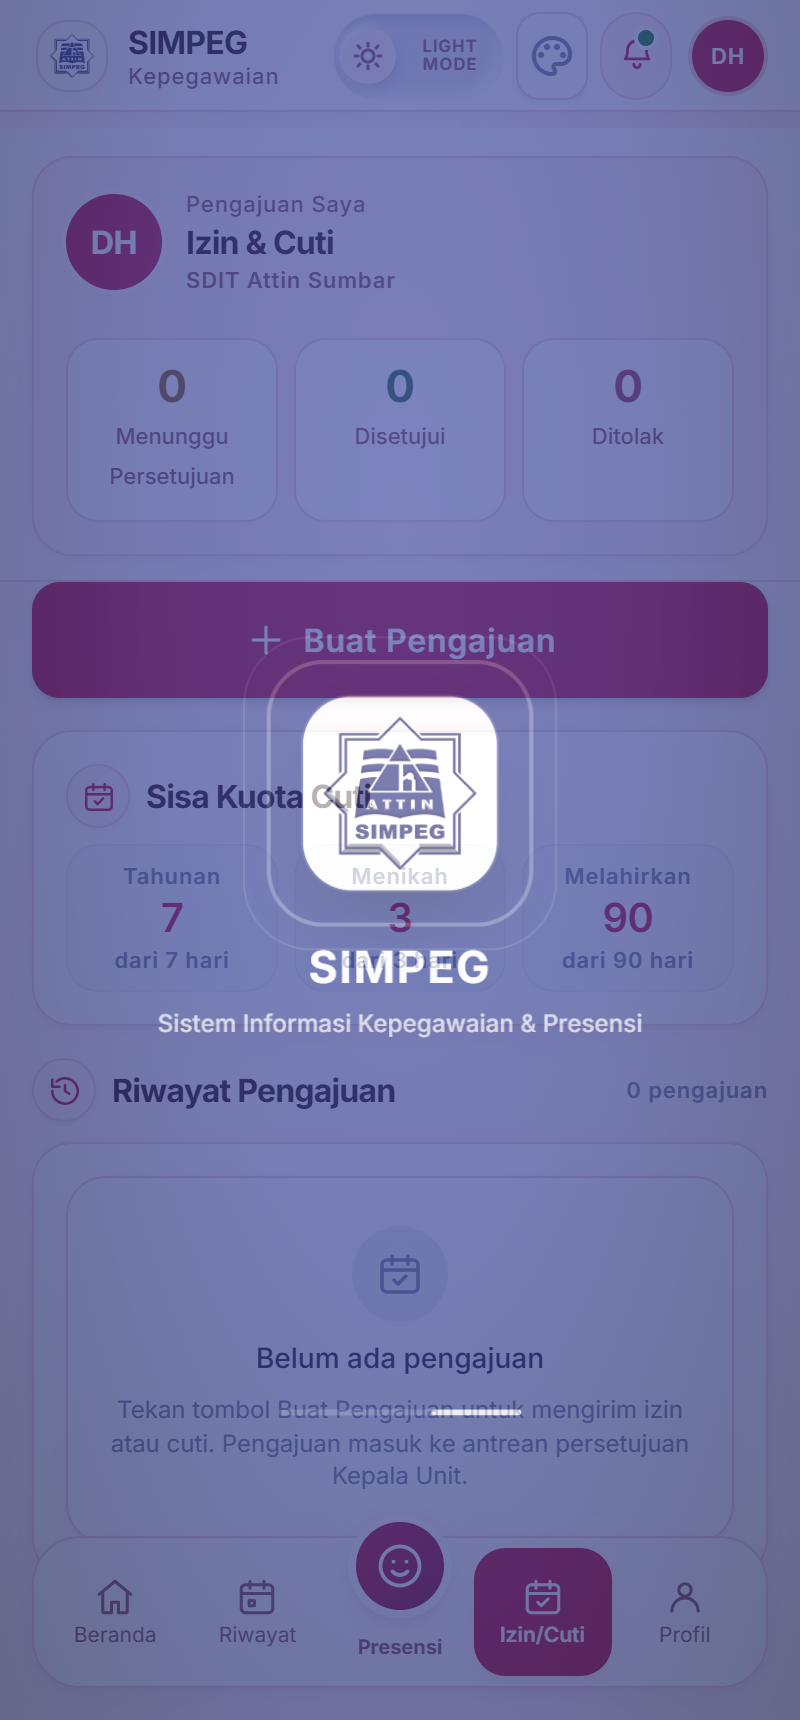 SIMPEG
Kepegawaian
LIGHT
MODE
DH
DH
Pengajuan Saya
Izin & Cuti
SDIT Attin Sumbar
0
Menunggu
Persetujuan
0
Disetujui
0
Ditolak
Buat Pengajuan
Sisa Kuota Cuti
ATTIN
SIMPEG
Tahunan
7
dari 7 hari
Menikah
3
dari 3 hari
Melahirkan
90
dari 90 hari
SIMPEG
Sistem Informasi Kepegawaian & Presensi
Riwayat Pengajuan
0 pengajuan
Belum ada pengajuan
Tekan tombol Buat Pengajuan untuk mengirim izin
atau cuti. Pengajuan masuk ke antrean persetujuan
Kepala Unit.
Beranda
Riwayat
Presensi
Izin/Cuti
Profil